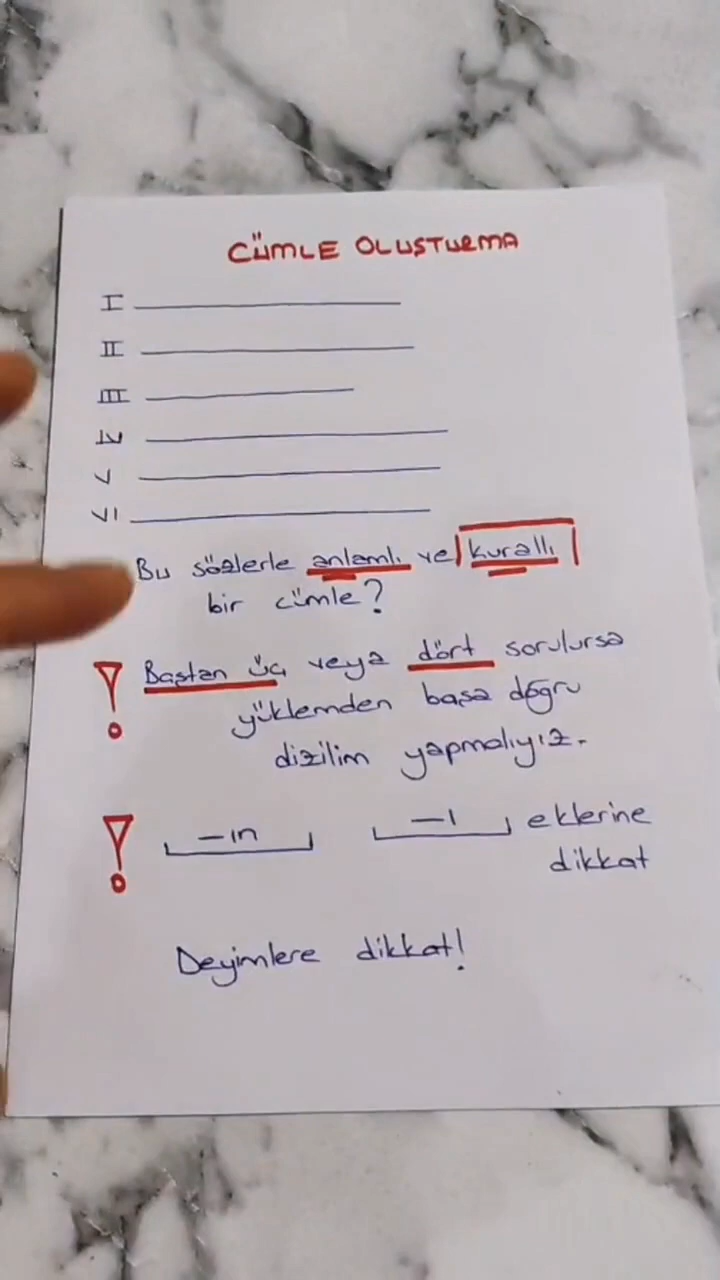 CÜMLE OLUŞTURMA
I
II
III
IV
V
VI
Bu sözlerle anlamlı ve kurallı
bir cümle?
! Baştan üç veya dört sorulursa
yüklemden başa doğru
dizilim yapmalıyız.
! -ın -ı eklerine
dikkat
Deyimlere dikkat!